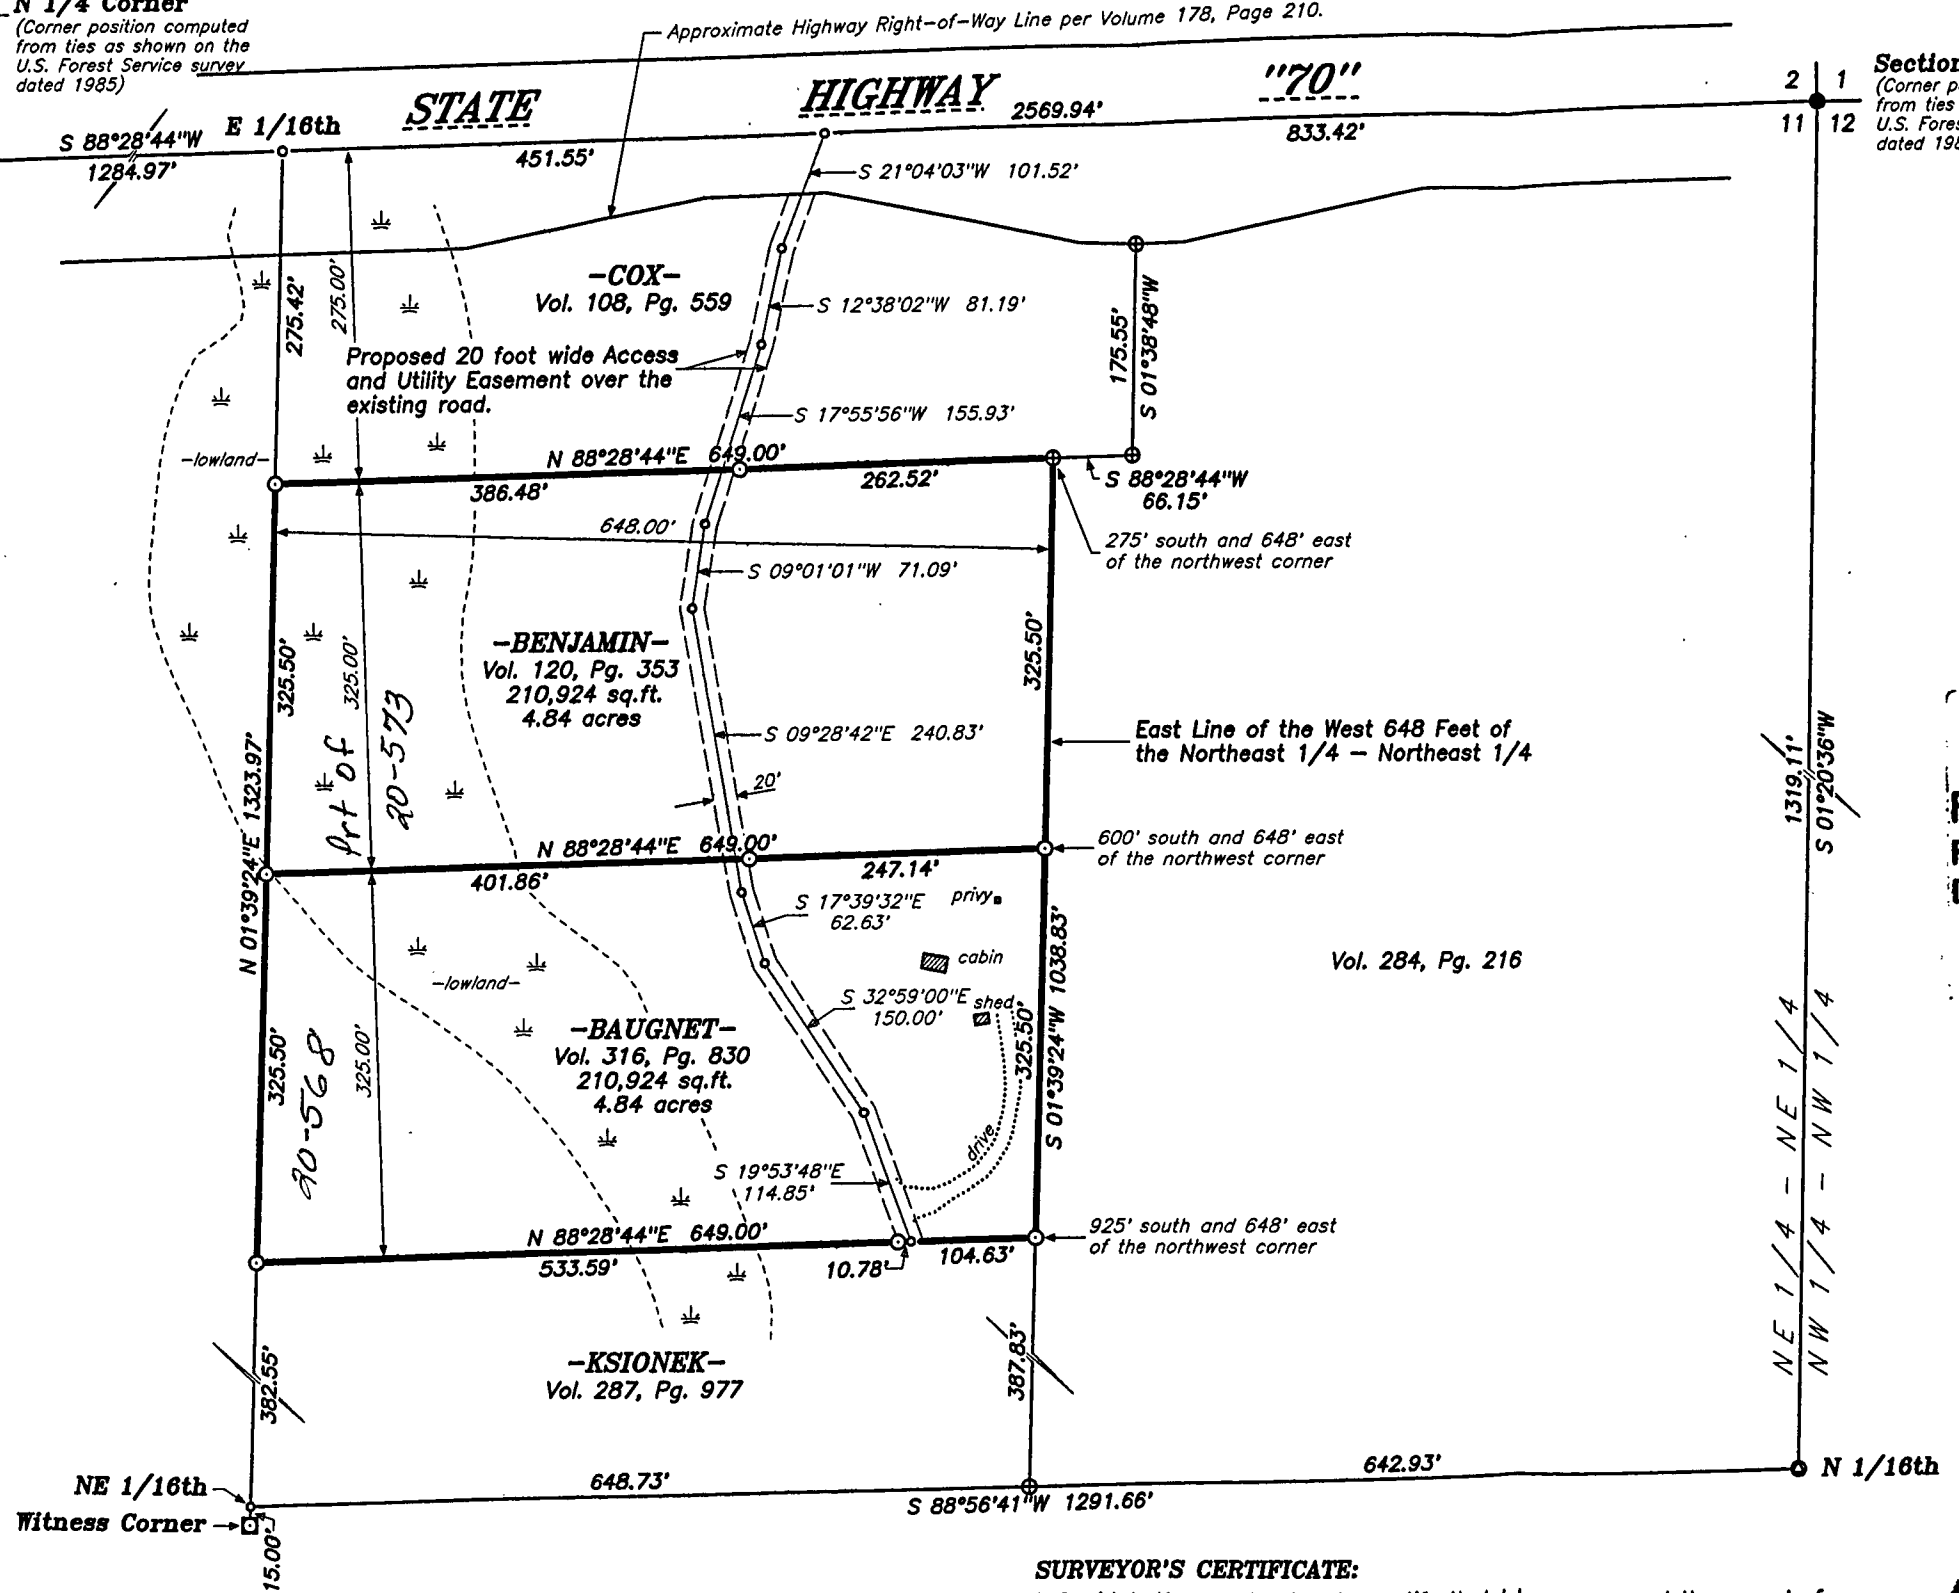 N 1/4 Corner
(Corner position computed
from ties as shown on the
U.S. Forest Service survey
dated 1985)
Approximate Highway Right-of-Way Line per Volume 178, Page 210.
STATE HIGHWAY "70"
2569.94'
2 1
11 12
Section
(Corner
from ties
U.S.
dated
S 88°28'44"W
1284.97'
E 1/16th
451.55'
833.42'
S 21°04'03"W 101.52'
275.42'
275.00'
-COX-
Vol. 108, Pg. 559
S 12°38'02"W 81.19'
175.55'
S 01°38'48"W
Proposed 20 foot wide Access
and Utility Easement over the
existing road.
S 17°55'56"W 155.93'
-lowland-
N 88°28'44"E 649.00'
386.48'
262.52'
S 88°28'44"W
66.15'
648.00'
275' south and 648' east
of the northwest corner
S 09°01'01"W 71.09'
325.50'
325.00'
-BENJAMIN-
Vol. 120, Pg. 353
210,924 sq.ft.
4.84 acres
325.50'
Prt of
20-573
S 09°28'42"E 240.83'
East Line of the West 648 Feet of
the Northeast 1/4 - Northeast 1/4
20'
N 01°39'24"E 1323.97'
1319.11'
S 01°20'36"W
N 88°28'44"E 649.00'
401.86'
247.14'
600' south and 648' east
of the northwest corner
S 17°39'32"E
62.63'
privy
cabin
Vol. 284, Pg. 216
-lowland-
S 32°59'00"E
150.00'
shed
325.50'
S 01°39'24"W 1038.83'
325.50'
20-568
325.00'
-BAUGNET-
Vol. 316, Pg. 830
210,924 sq.ft.
4.84 acres
drive
S 19°53'48"E
114.85'
NE 1/4 - NE 1/4
NW 1/4 - NW 1/4
N 88°28'44"E 649.00'
533.59'
10.78'
104.63'
925' south and 648' east
of the northwest corner
382.55'
387.83'
-KSIONEK-
Vol. 287, Pg. 977
NE 1/16th
Witness Corner
15.00'
648.73'
642.93'
N 1/16th
S 88°56'41"W 1291.66'
SURVEYOR'S CERTIFICATE: